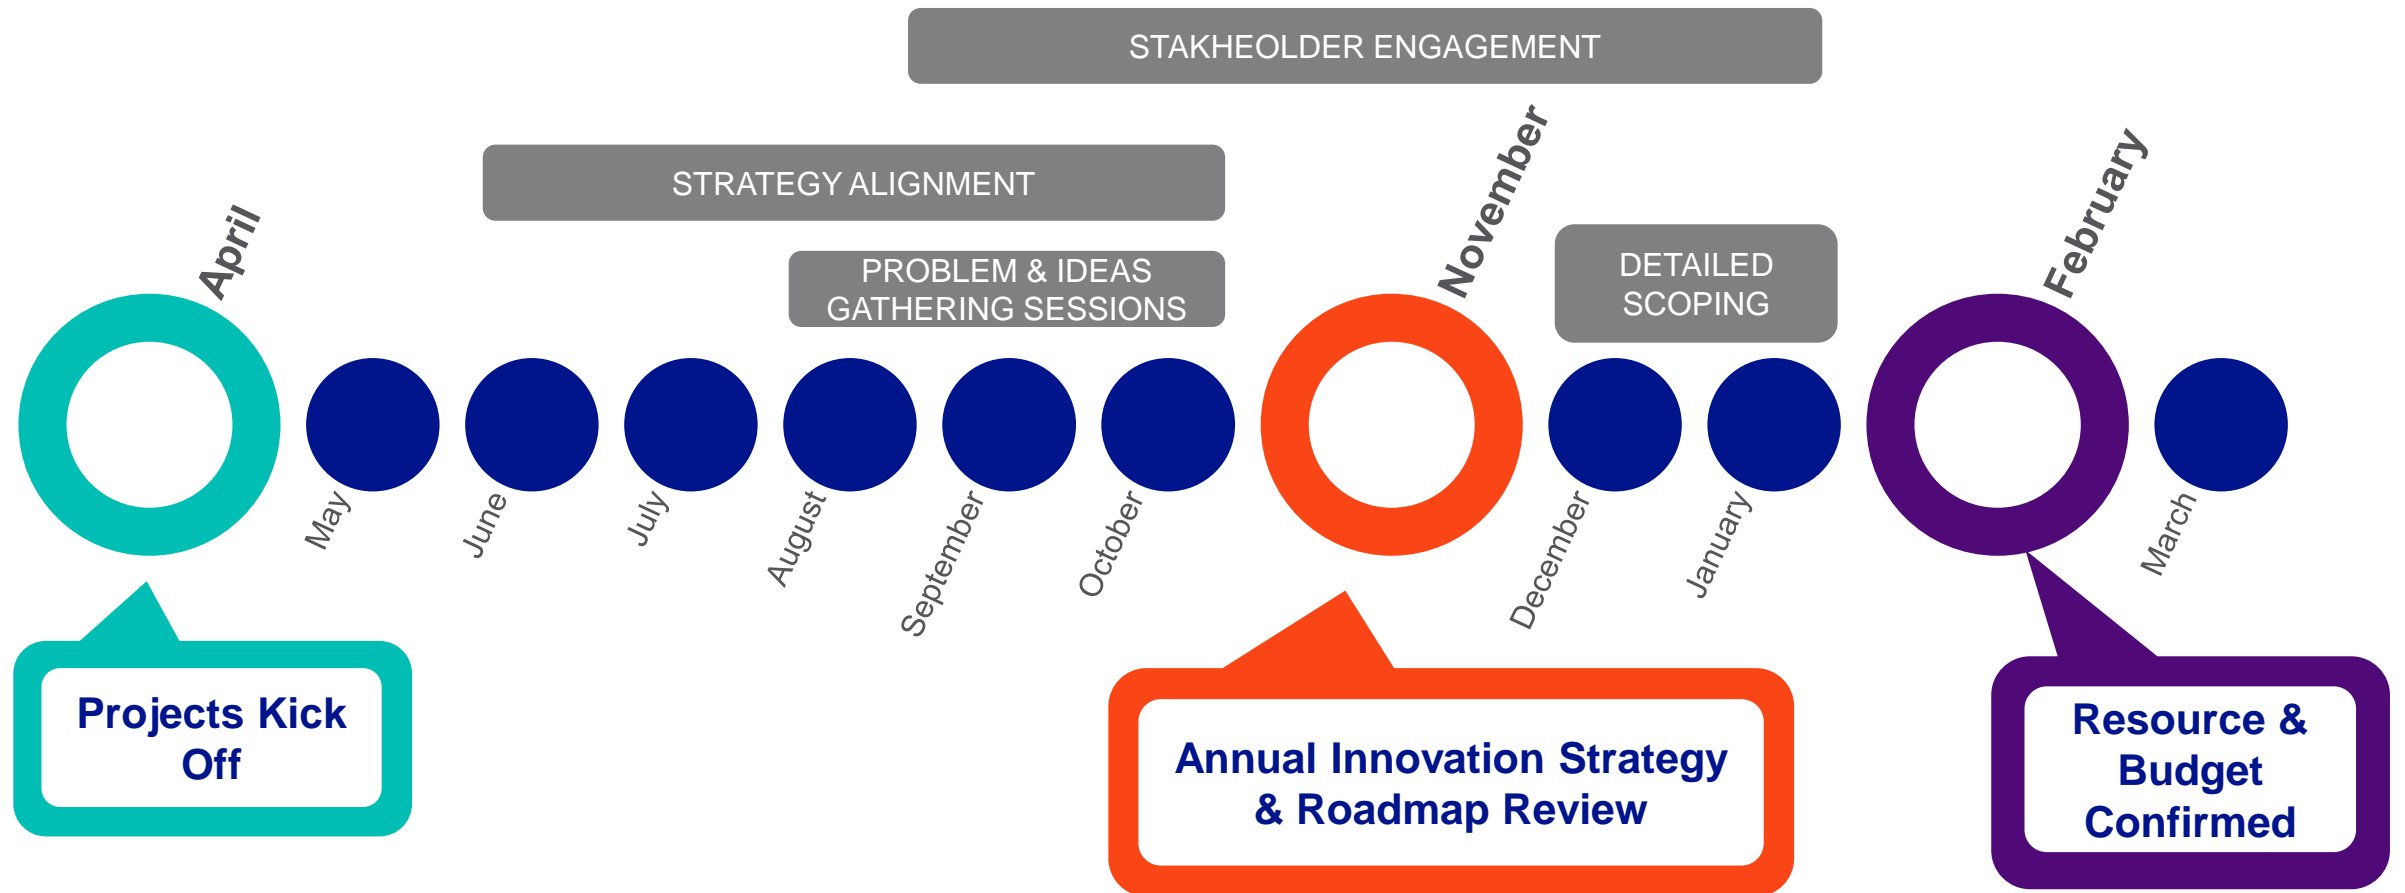 STAKHEOLDER ENGAGEMENT
STRATEGY ALIGNMENT
PROBLEM & IDEAS
GATHERING SESSIONS
DETAILED
SCOPING
April
November
February
May
June
July
August
September
October
December
January
March
Projects Kick
Off
Annual Innovation Strategy
& Roadmap Review
Resource &
Budget
Confirmed